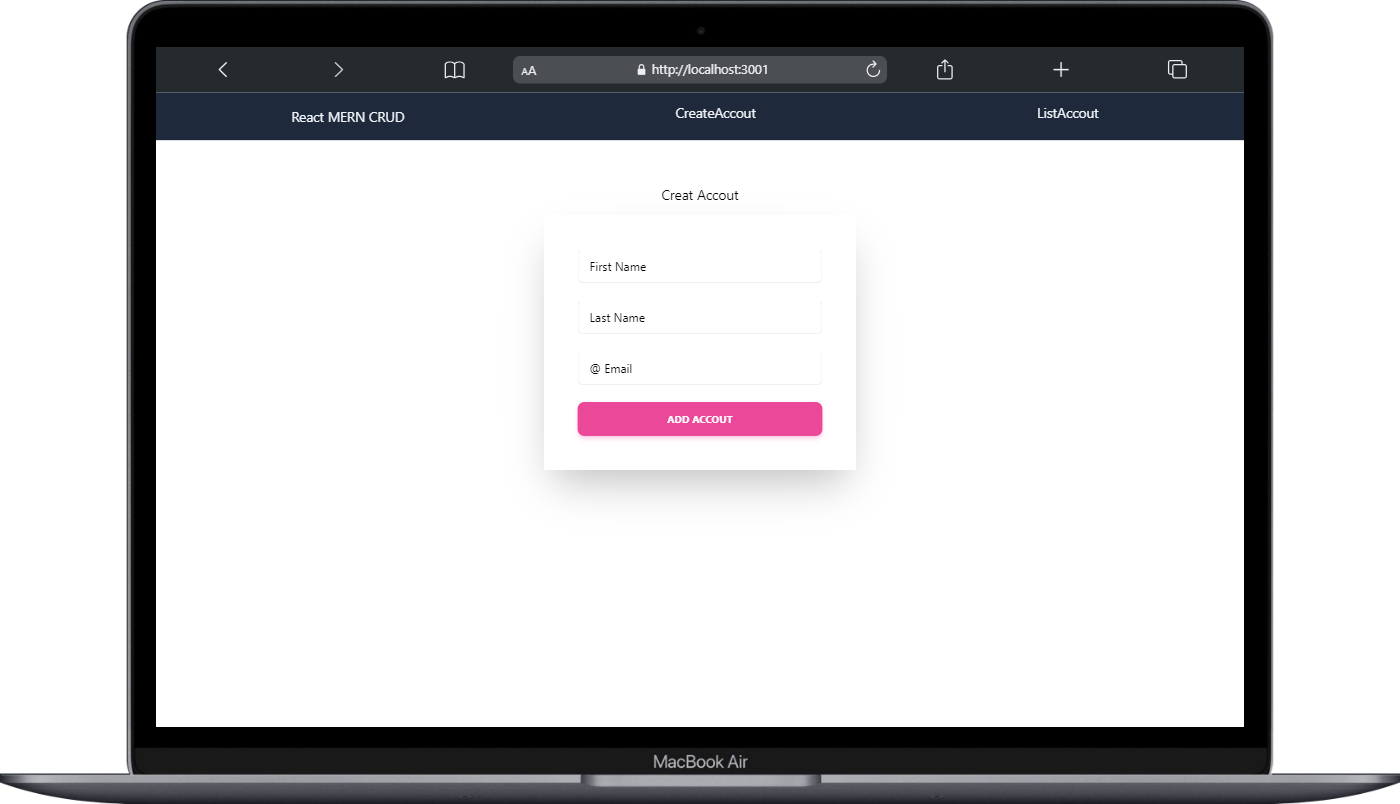 AA http://localhost:3001
React MERN CRUD CreateAccout ListAccout
Creat Accout
First Name
Last Name
@ Email
ADD ACCOUT
MacBook Air